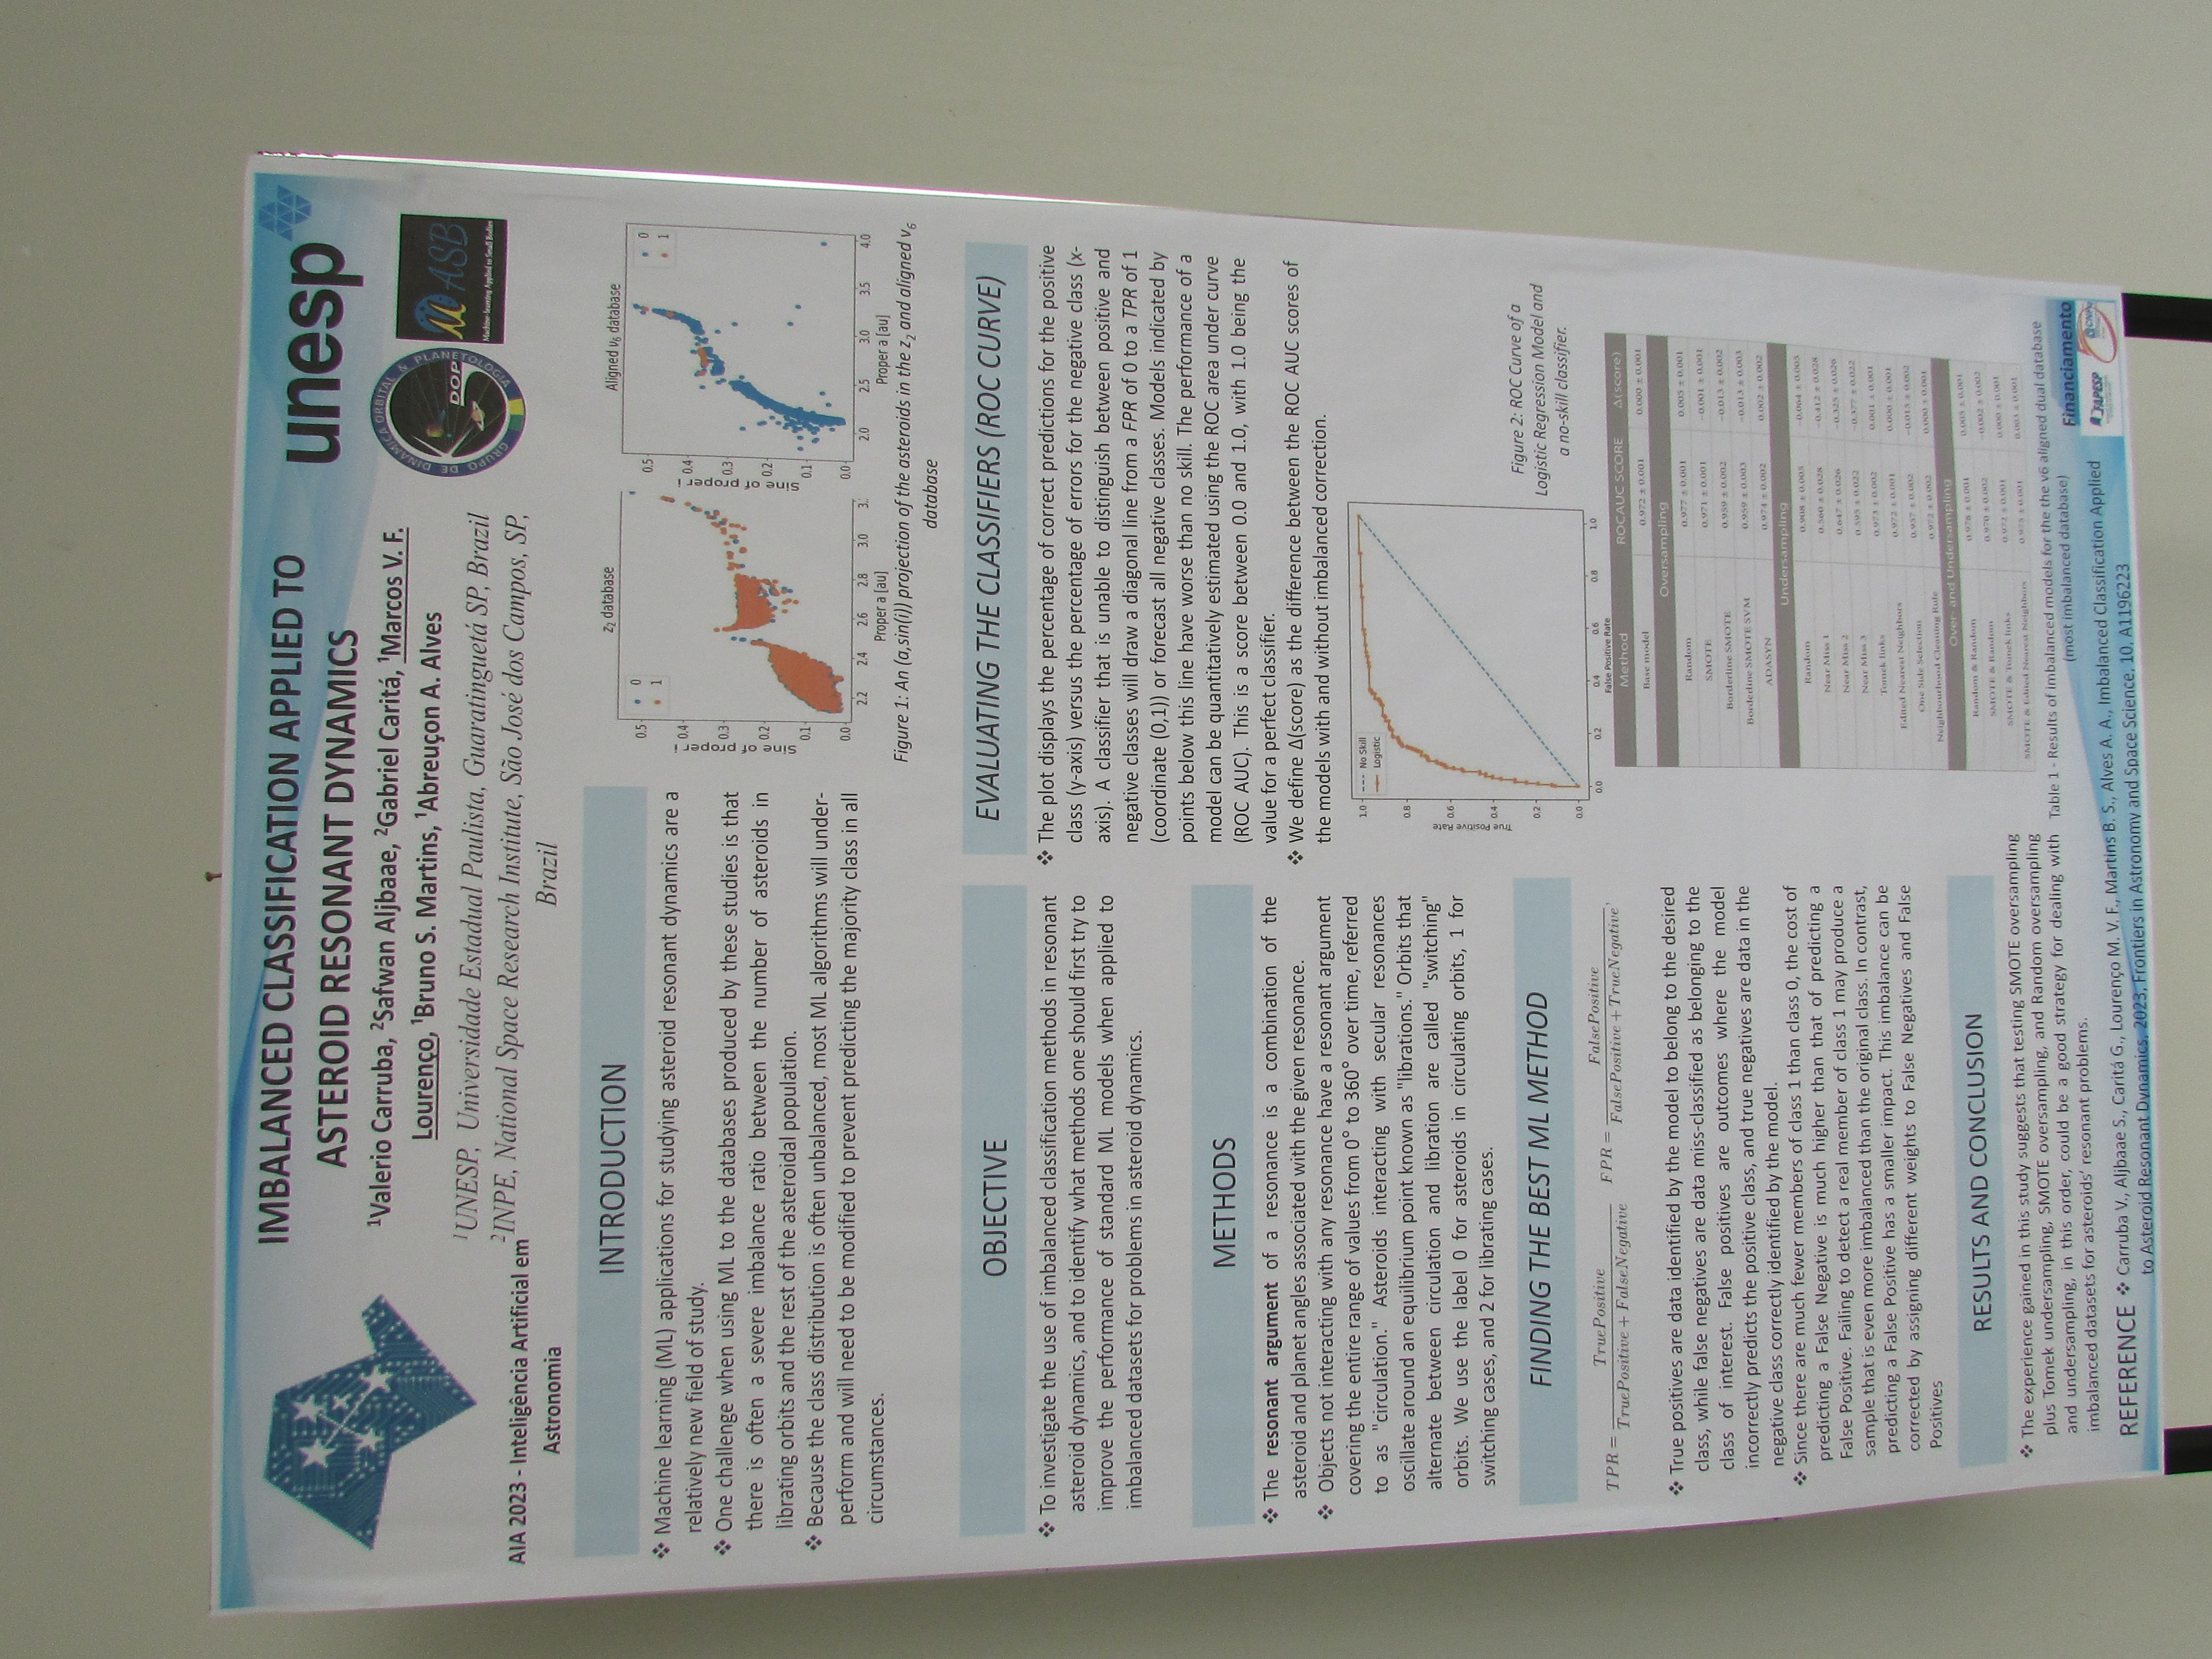 IMBALANCED CLASSIFICATION APPLIED TO
ASTEROID RESONANT DYNAMICS
¹Valerio Carruba, ²Safwan Aljbaae, ²Gabriel Caritá, ¹Marcos V. F.
Lourenço, ¹Bruno S. Martins, ¹Abreuçon A. Alves
¹UNESP, Universidade Estadual Paulista, Guaratinguetá SP, Brazil
²INPE, National Space Research Institute, São José dos Campos, SP,
Brazil
AIA 2023 - Inteligência Artificial em
Astronomia
unesp
GRUPO DE DINÂMICA ORBITAL & PLANETOLOGIA
DOP
MASB
Machine-learning Applied to Small Bodies
INTRODUCTION
❖ Machine learning (ML) applications for studying asteroid resonant dynamics are a
relatively new field of study.
❖ One challenge when using ML to the databases produced by these studies is that
there is often a severe imbalance ratio between the number of asteroids in
librating orbits and the rest of the asteroidal population.
❖ Because the class distribution is often unbalanced, most ML algorithms will under-
perform and will need to be modified to prevent predicting the majority class in all
circumstances.
z₂ database
0
1
Sine of proper i
0.5
0.4
0.3
0.2
0.1
0.0
2.2 2.4 2.6 2.8 3.0 3.
Proper a [au]
Aligned ν₆ database
0
1
Sine of proper i
0.5
0.4
0.3
0.2
0.1
0.0
2.0 2.5 3.0 3.5 4.0
Proper a [au]
Figure 1: An (a,sin(i)) projection of the asteroids in the z₂ and aligned ν₆
database
OBJECTIVE
❖ To investigate the use of imbalanced classification methods in resonant
asteroid dynamics, and to identify what methods one should first try to
improve the performance of standard ML models when applied to
imbalanced datasets for problems in asteroid dynamics.
METHODS
❖ The resonant argument of a resonance is a combination of the
asteroid and planet angles associated with the given resonance.
❖ Objects not interacting with any resonance have a resonant argument
covering the entire range of values from 0° to 360° over time, referred
to as "circulation." Asteroids interacting with secular resonances
oscillate around an equilibrium point known as "librations." Orbits that
alternate between circulation and libration are called "switching"
orbits. We use the label 0 for asteroids in circulating orbits, 1 for
switching cases, and 2 for librating cases.
FINDING THE BEST ML METHOD
TPR = TruePositive / TruePositive + FalseNegative FPR = FalsePositive / FalsePositive + TrueNegative,
❖ True positives are data identified by the model to belong to the desired
class, while false negatives are data miss-classified as belonging to the
class of interest. False positives are outcomes where the model
incorrectly predicts the positive class, and true negatives are data in the
negative class correctly identified by the model.
❖ Since there are much fewer members of class 1 than class 0, the cost of
predicting a False Negative is much higher than that of predicting a
False Positive. Failing to detect a real member of class 1 may produce a
sample that is even more imbalanced than the original class. In contrast,
predicting a False Positive has a smaller impact. This imbalance can be
corrected by assigning different weights to False Negatives and False
Positives
RESULTS AND CONCLUSION
❖ The experience gained in this study suggests that testing SMOTE oversampling
plus Tomek undersampling, SMOTE oversampling, and Random oversampling
and undersampling, in this order, could be a good strategy for dealing with
imbalanced datasets for asteroids' resonant problems.
EVALUATING THE CLASSIFIERS (ROC CURVE)
❖ The plot displays the percentage of correct predictions for the positive
class (y-axis) versus the percentage of errors for the negative class (x-
axis). A classifier that is unable to distinguish between positive and
negative classes will draw a diagonal line from a FPR of 0 to a TPR of 1
(coordinate (0,1)) or forecast all negative classes. Models indicated by
points below this line have worse than no skill. The performance of a
model can be quantitatively estimated using the ROC area under curve
(ROC AUC). This is a score between 0.0 and 1.0, with 1.0 being the
value for a perfect classifier.
❖ We define Δ(score) as the difference between the ROC AUC scores of
the models with and without imbalanced correction.
No Skill
Logistic
True Positive Rate
1.0
0.8
0.6
0.4
0.2
0.0
0.0 0.2 0.4 0.6 0.8 1.0
False Positive Rate
Figure 2: ROC Curve of a
Logistic Regression Model and
a no-skill classifier.
Method ROCAUC SCORE Δ(score)
Base model 0.972 ± 0.001 0.000 ± 0.001
Oversampling
Random 0.977 ± 0.001 0.005 ± 0.001
SMOTE 0.971 ± 0.001 −0.001 ± 0.001
Borderline SMOTE 0.959 ± 0.002 −0.013 ± 0.002
Borderline SMOTE SVM 0.959 ± 0.003 −0.013 ± 0.003
ADASYN 0.974 ± 0.002 0.002 ± 0.002
Undersampling
Random 0.908 ± 0.005 −0.064 ± 0.005
Near Miss 1 0.560 ± 0.028 −0.412 ± 0.028
Near Miss 2 0.647 ± 0.026 −0.325 ± 0.026
Near Miss 3 0.595 ± 0.022 −0.377 ± 0.022
Tomek links 0.973 ± 0.002 0.001 ± 0.001
Edited Nearest Neighbors 0.972 ± 0.001 0.000 ± 0.001
One Side Selection 0.957 ± 0.002 −0.015 ± 0.002
Neighbourhood Cleaning Rule 0.972 ± 0.002 0.000 ± 0.001
Over- and Undersampling
Random & Random
SMOTE & Random 0.970 ± 0.002 −0.002 ± 0.002
SMOTE & Tomek links 0.972 ± 0.001 0.000 ± 0.001
SMOTE & Edited Nearest Neighbors 0.975 ± 0.001 0.003 ± 0.001
Table 1 - Results of imbalanced models for the the v6 aligned dual database
(most imbalanced database)
Financiamento
FAPESP
CNPq
REFERENCE ❖ Carruba V., Aljbaae S., Caritá G., Lourenço M. V. F., Martins B. S., Alves A. A., Imbalanced Classification Applied
to Asteroid Resonant Dynamics, 2023, Frontiers in Astronomy and Space Science, 10, A1196223